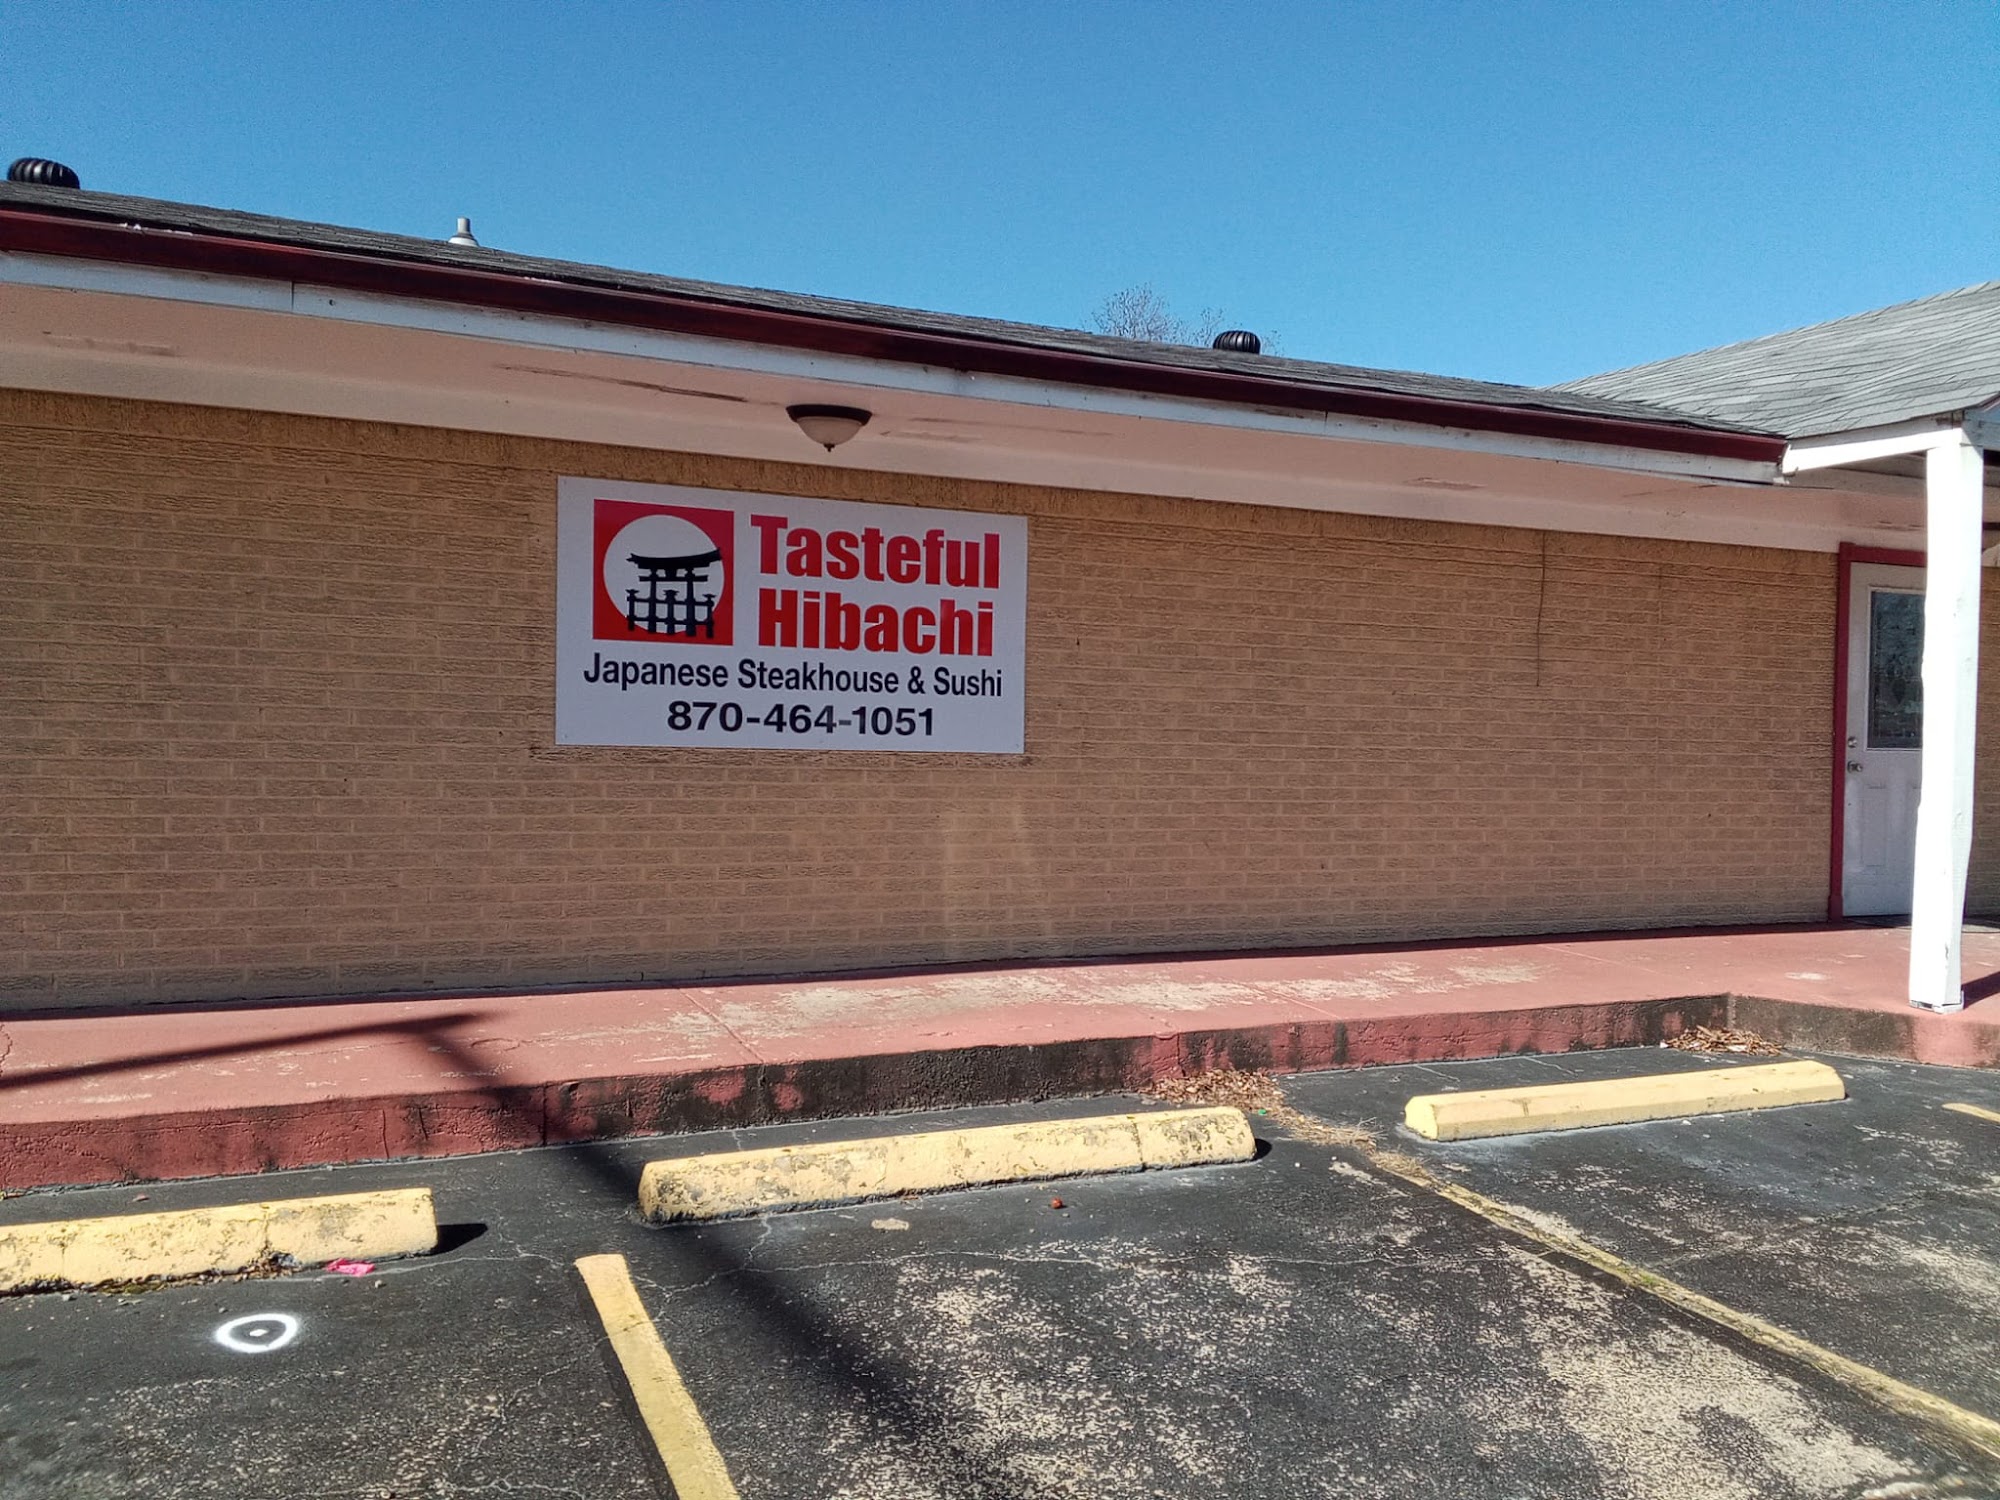 Tasteful
Hibachi
Japanese Steakhouse & Sushi
870-464-1051